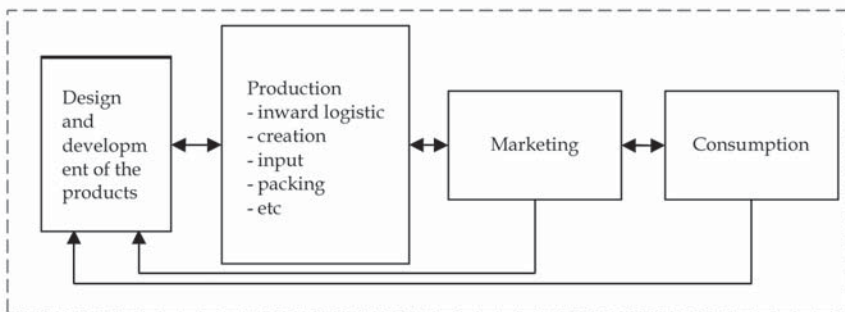 Design
and
developm
ent of the
products
Production
- inward logistic
- creation
- input
- packing
- etc
Marketing
Consumption